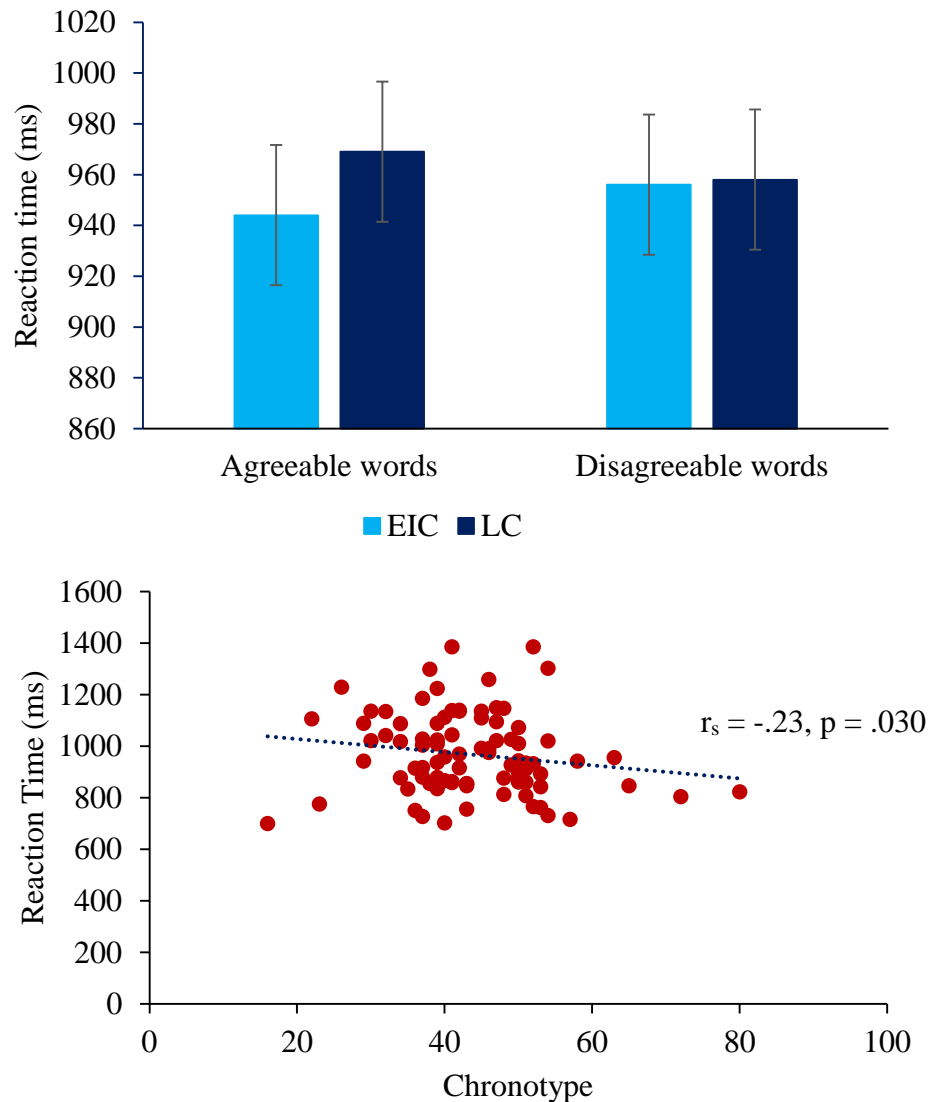 1020
1000
980
960
940
920
900
880
860
Reaction time (ms)
Agreeable words Disagreeable words
EIC LC
1600
1400
1200
1000
800
600
400
200
0
Reaction Time (ms)
rs = -.23, p = .030
0 20 40 60 80 100
Chronotype